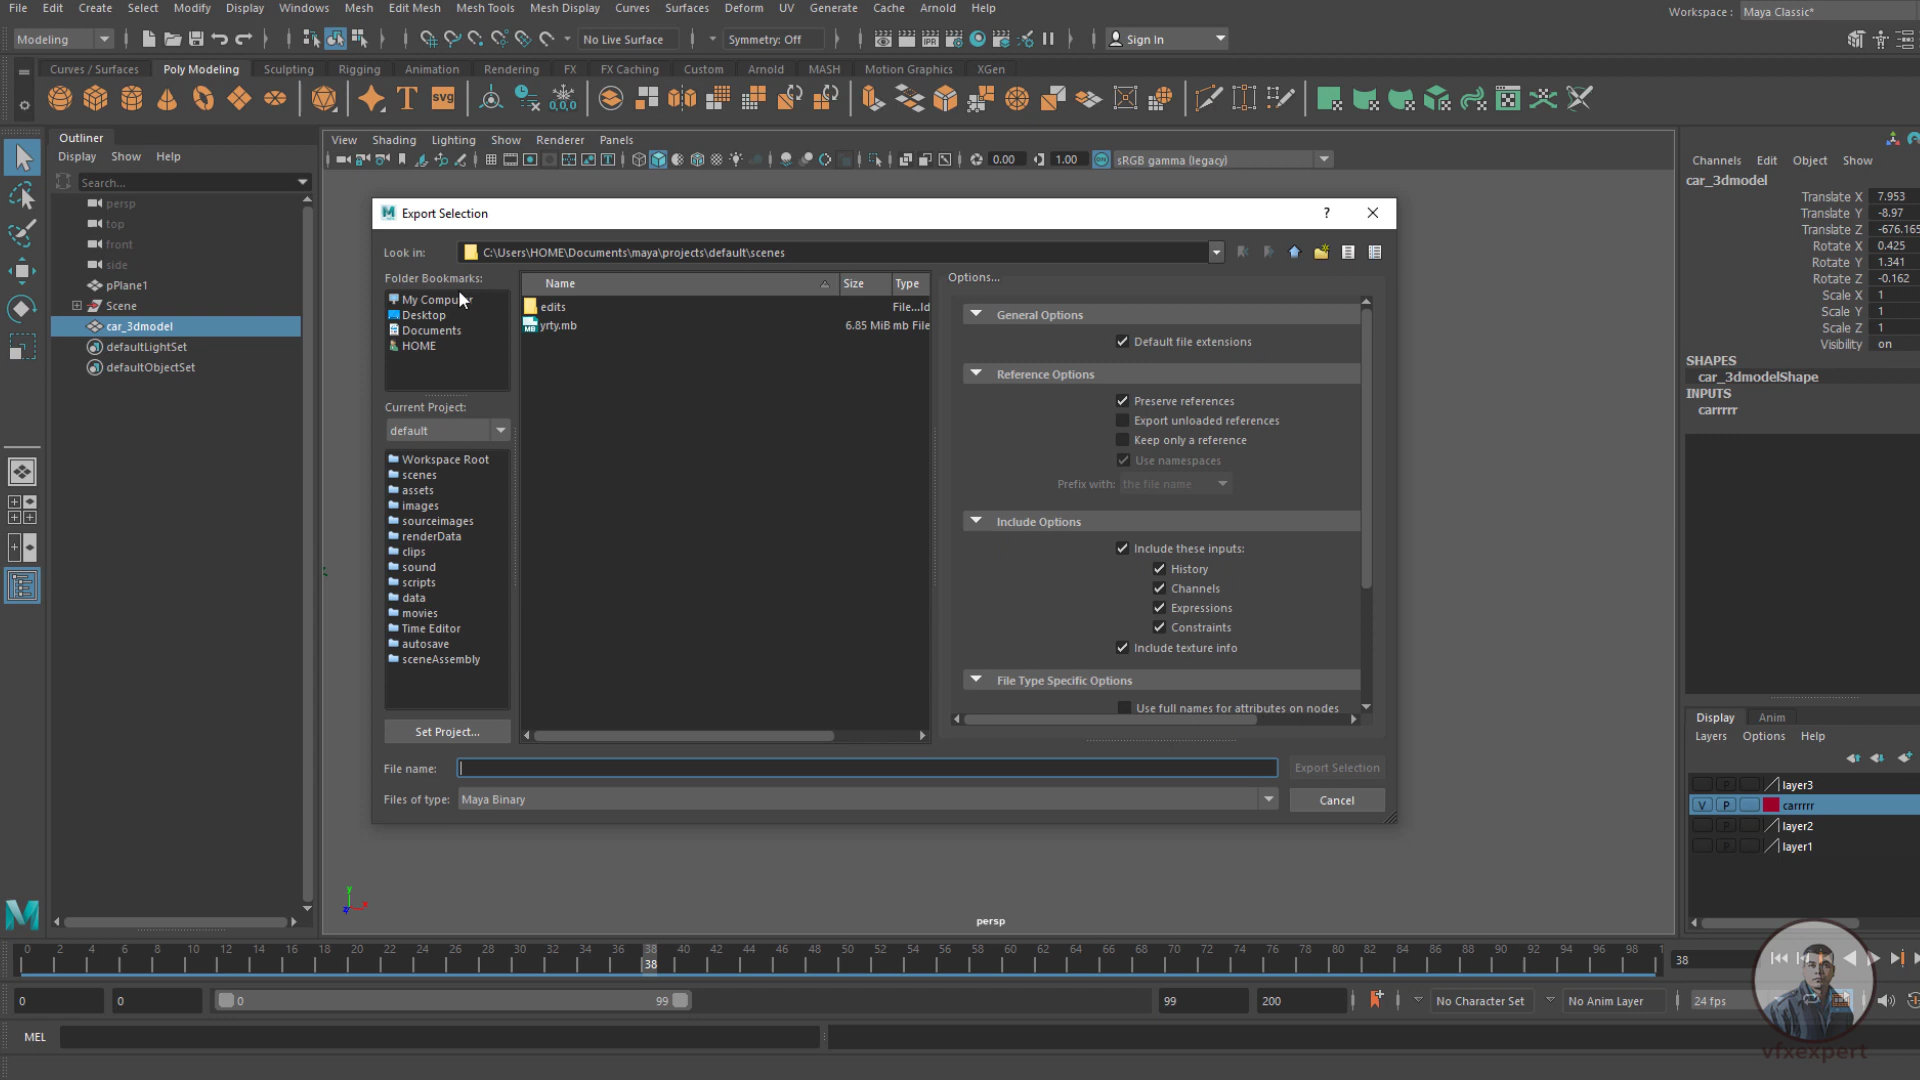 File Edit Create Select Modify Display Windows Mesh Edit Mesh Mesh Tools Mesh Display Curves Surfaces Deform UV Generate Cache Arnold Help
Workspace : Maya Classic*
Modeling No Live Surface Symmetry: Off Sign In
Curves / Surfaces Poly Modeling Sculpting Rigging Animation Rendering FX FX Caching Custom Arnold MASH Motion Graphics XGen
IPR
SVG
0,0,0
Outliner
Display Show Help
Search...
persp
top
front
side
pPlane1
Scene
car_3dmodel
defaultLightSet
defaultObjectSet
View Shading Lighting Show Renderer Panels
0.00 1.00 sRGB gamma (legacy)
Export Selection
?
Look in: C:\Users\HOME\Documents\maya\projects\default\scenes
Folder Bookmarks:
My Computer
Desktop
Documents
HOME
Current Project:
default
Workspace Root
scenes
assets
images
sourceimages
renderData
clips
sound
scripts
data
movies
Time Editor
autosave
sceneAssembly
Set Project...
Name Size Type
edits File...ld
yrty.mb 6.85 MiB mb File
Options...
General Options
Default file extensions
Reference Options
Preserve references
Export unloaded references
Keep only a reference
Use namespaces
Prefix with: the file name
Include Options
Include these inputs:
History
Channels
Expressions
Constraints
Include texture info
File Type Specific Options
Use full names for attributes on nodes
File name: Export Selection
Files of type: Maya Binary Cancel
Channels Edit Object Show
car_3dmodel
Translate X 7.953
Translate Y -8.97
Translate Z -676.165
Rotate X 0.425
Rotate Y 1.341
Rotate Z -0.162
Scale X 1
Scale Y 1
Scale Z 1
Visibility on
SHAPES
car_3dmodelShape
INPUTS
carrrrr
Display Anim
Layers Options Help
layer3
V P carrrrr
layer2
layer1
y
z x
persp
0 2 4 6 8 10 12 14 16 18 20 22 24 26 28 30 32 34 36 38 40 42 44 46 48 50 52 54 56 58 60 62 64 66 68 70 72 74 76 78 80 82 84 86 88 90 92 94 96 98 1
38 38
0 0 0 99 99 200 No Character Set No Anim Layer 24 fps
MEL
vfxexpert